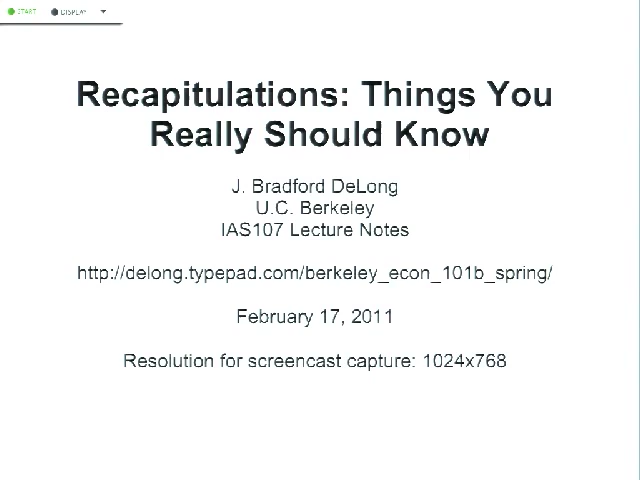 START DISPLAY
Recapitulations: Things You
Really Should Know
J. Bradford DeLong
U.C. Berkeley
IAS107 Lecture Notes
http://delong.typepad.com/berkeley_econ_101b_spring/
February 17, 2011
Resolution for screencast capture: 1024x768